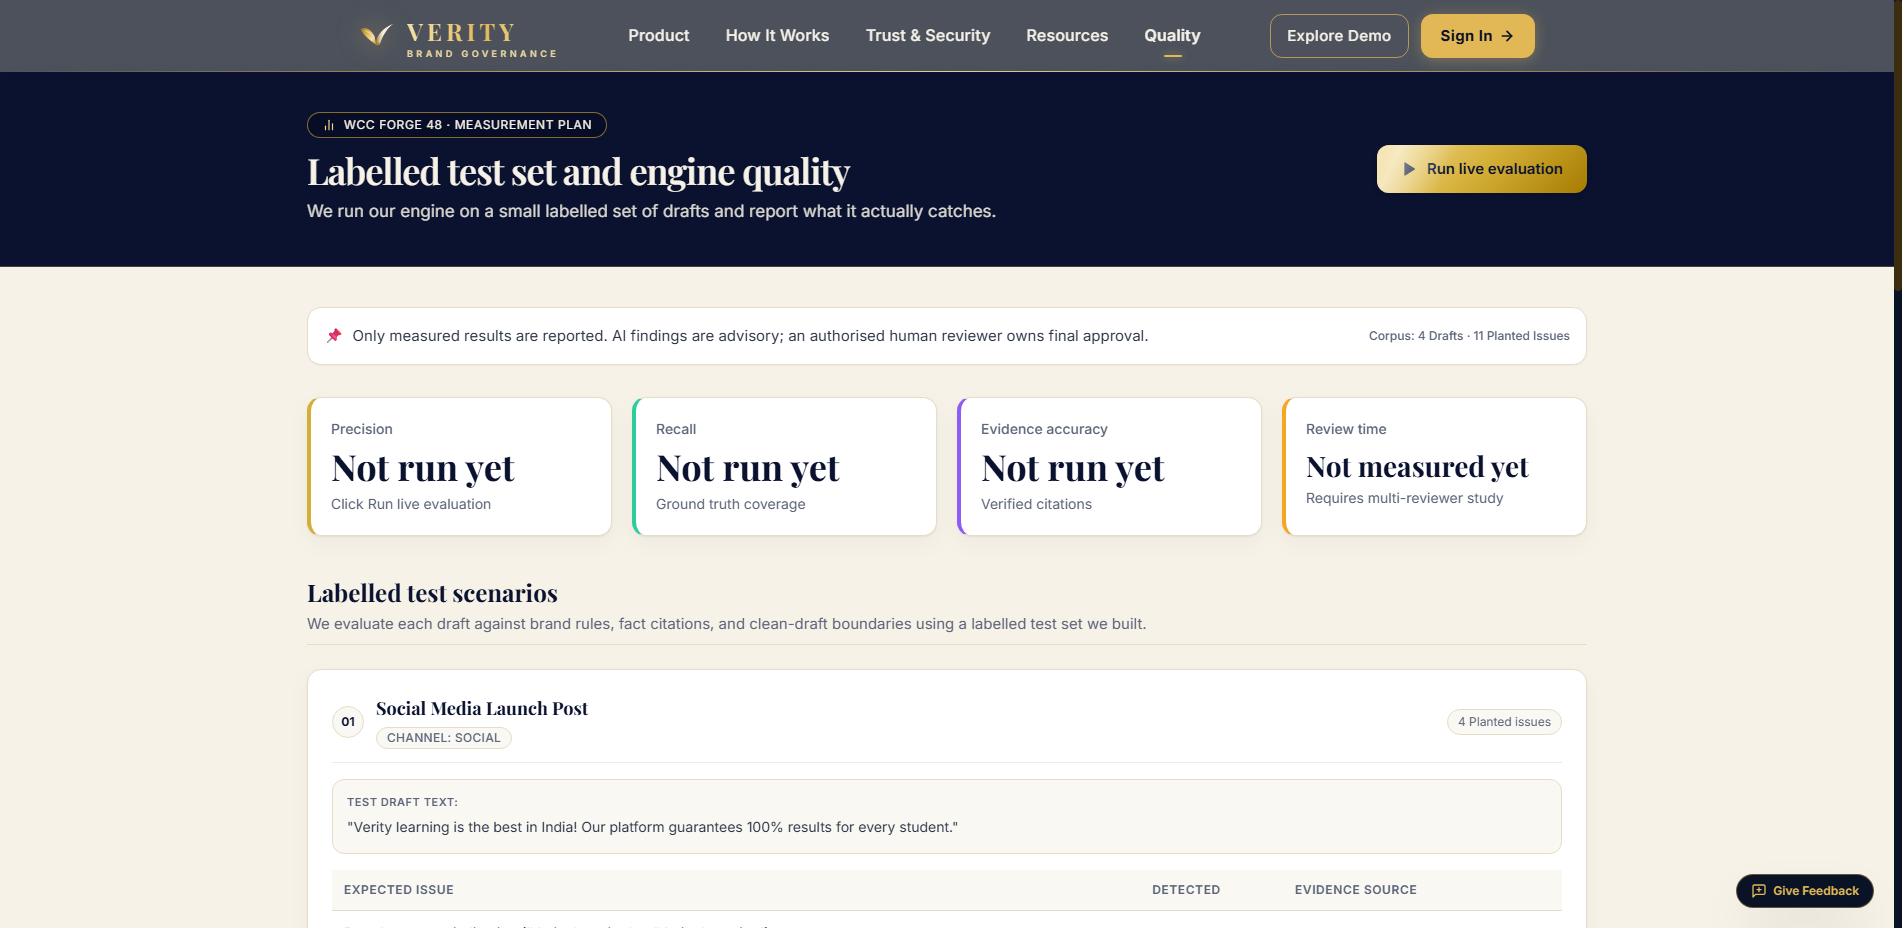 VERITY
BRAND GOVERNANCE
Product
How It Works
Trust & Security
Resources
Quality
Explore Demo
Sign In →
WCC FORGE 48 · MEASUREMENT PLAN
Labelled test set and engine quality
We run our engine on a small labelled set of drafts and report what it actually catches.
Run live evaluation
Only measured results are reported. AI findings are advisory; an authorised human reviewer owns final approval.
Corpus: 4 Drafts · 11 Planted Issues
Precision
Not run yet
Click Run live evaluation
Recall
Not run yet
Ground truth coverage
Evidence accuracy
Not run yet
Verified citations
Review time
Not measured yet
Requires multi-reviewer study
Labelled test scenarios
We evaluate each draft against brand rules, fact citations, and clean-draft boundaries using a labelled test set we built.
01
Social Media Launch Post
CHANNEL: SOCIAL
4 Planted issues
TEST DRAFT TEXT:
"Verity learning is the best in India! Our platform guarantees 100% results for every student."
EXPECTED ISSUE
DETECTED
EVIDENCE SOURCE
Give Feedback